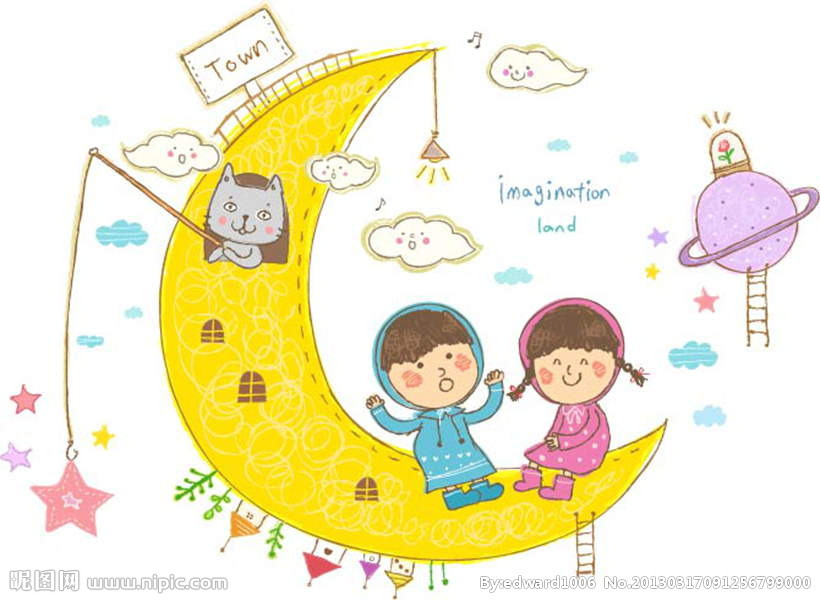 Town
imagination
land
昵图网 www.nipic.com
By:edward1006 No.20130317091256799000